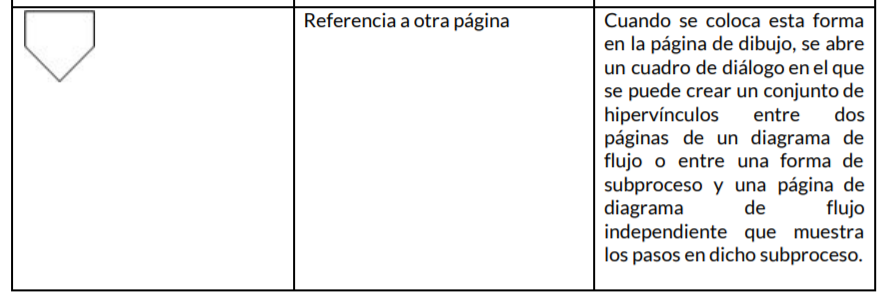 Referencia a otra página
Cuando se coloca esta forma
en la página de dibujo, se abre
un cuadro de diálogo en el que
se puede crear un conjunto de
hipervínculos entre dos
páginas de un diagrama de
flujo o entre una forma de
subproceso y una página de
diagrama de flujo
independiente que muestra
los pasos en dicho subproceso.